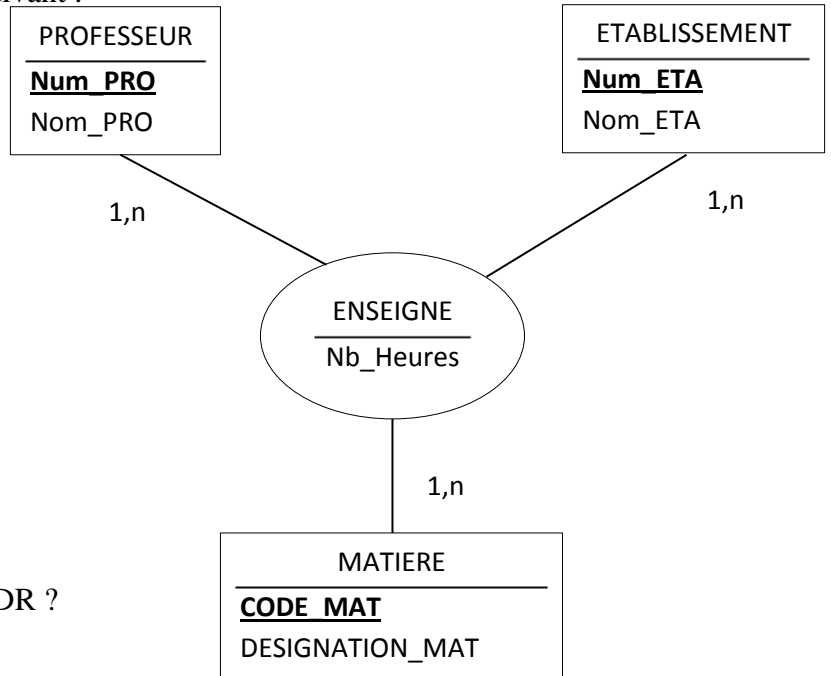 PROFESSEUR
Num_PRO
Nom_PRO
ETABLISSEMENT
Num_ETA
Nom_ETA
1,n
1,n
ENSEIGNE
Nb_Heures
1,n
MATIERE
CODE_MAT
DESIGNATION_MAT
?